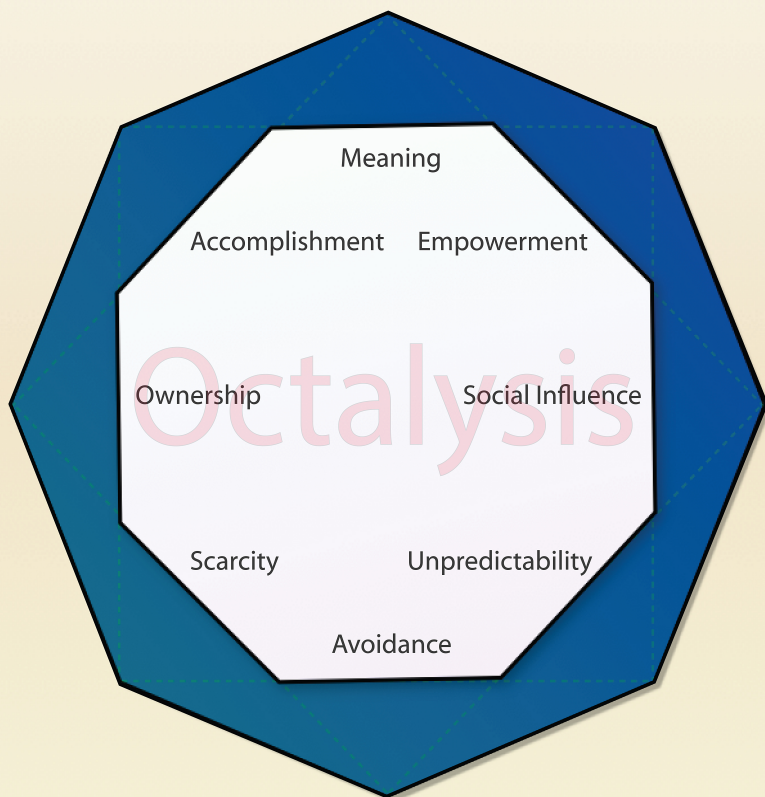 Meaning
Accomplishment Empowerment
Octalysis
Ownership Social Influence
Scarcity Unpredictability
Avoidance